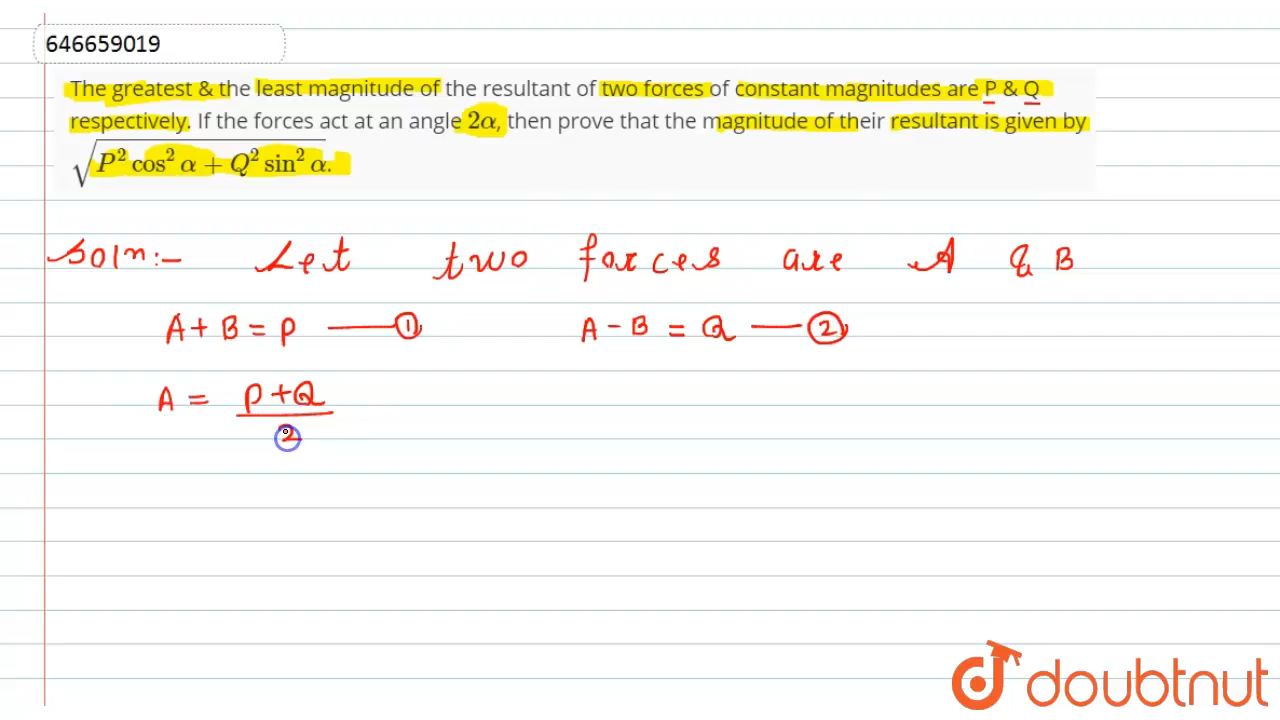 646659019
The greatest & the least magnitude of the resultant of two forces of constant magnitudes are P & Q
respectively. If the forces act at an angle 2α, then prove that the magnitude of their resultant is given by
√(P² cos² α + Q² sin² α).
Soln:- Let two forces are A & B
A + B = P —— ① A - B = Q —— ②
A = (P + Q)/2
doubtnut